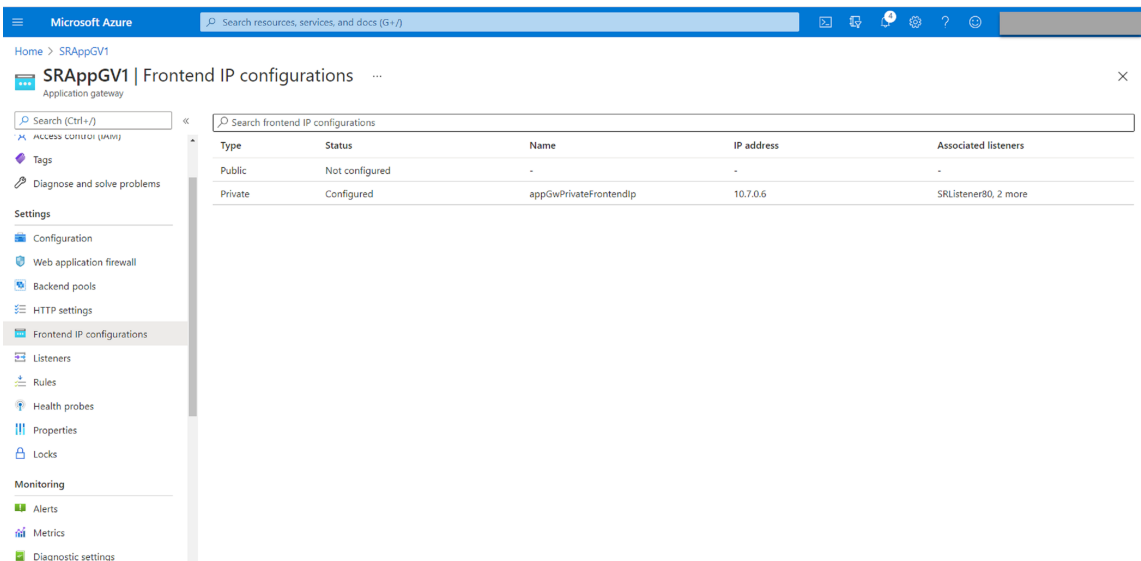 Microsoft Azure
Search resources, services, and docs (G+/)
4
Home > SRAppGV1
SRAppGV1 | Frontend IP configurations ...
Application gateway
Search (Ctrl+/)
«
Search frontend IP configurations
Access control (IAM)
Tags
Diagnose and solve problems
Settings
Configuration
Web application firewall
Backend pools
HTTP settings
Frontend IP configurations
Listeners
Rules
Health probes
Properties
Locks
Monitoring
Alerts
Metrics
Diagnostic settings
Type Status Name IP address Associated listeners
Public Not configured - - -
Private Configured appGwPrivateFrontendIp 10.7.0.6 SRListener80, 2 more